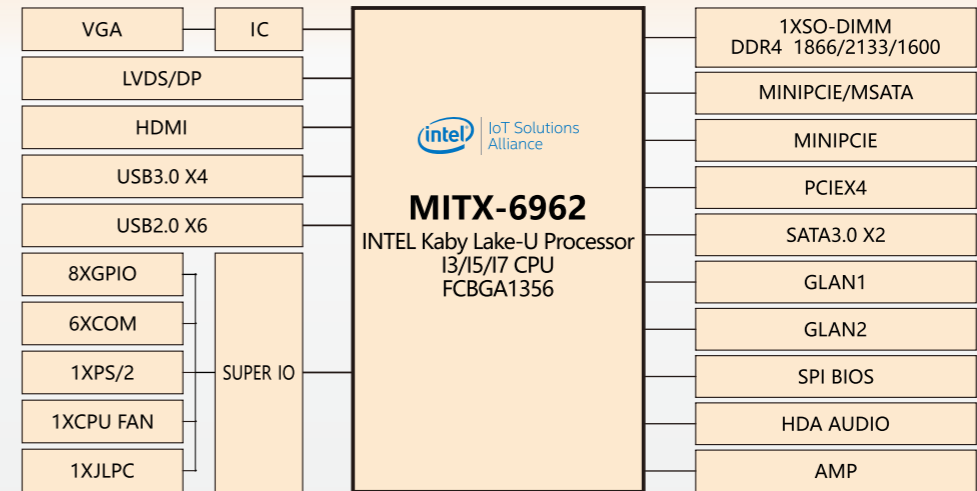 VGA
IC
LVDS/DP
HDMI
USB3.0 X4
USB2.0 X6
8XGPIO
6XCOM
1XPS/2
1XCPU FAN
1XJLPC
SUPER IO
intel IoT Solutions
Alliance
MITX-6962
INTEL Kaby Lake-U Processor
I3/I5/I7 CPU
FCBGA1356
1XSO-DIMM
DDR4 1866/2133/1600
MINIPCIE/MSATA
MINIPCIE
PCIEX4
SATA3.0 X2
GLAN1
GLAN2
SPI BIOS
HDA AUDIO
AMP